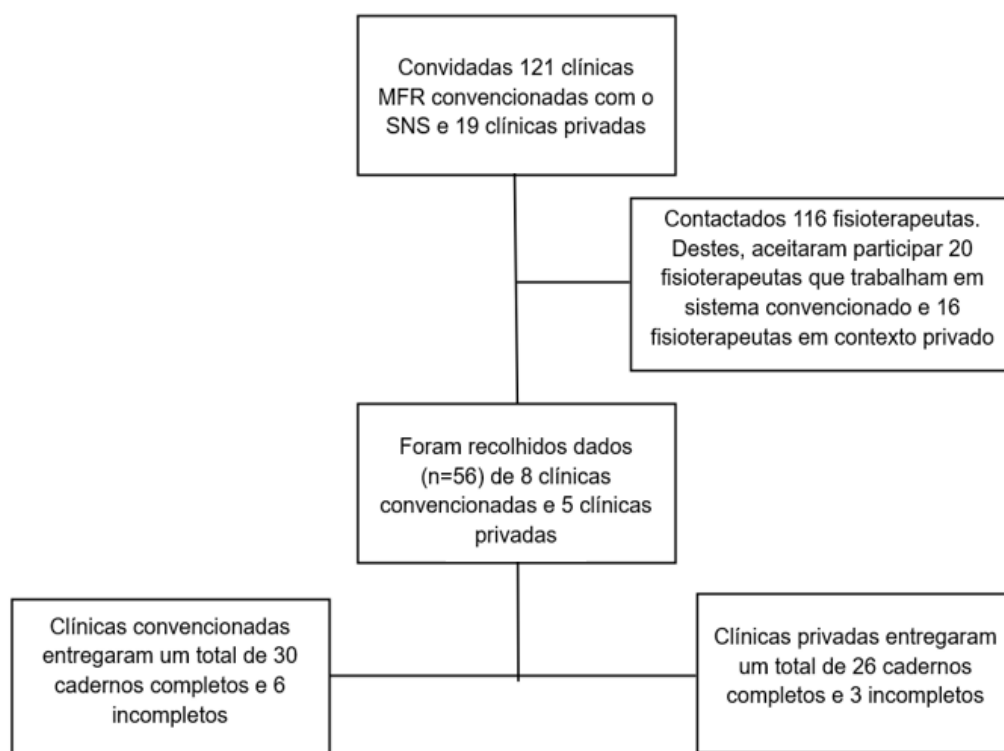 Convidadas 121 clínicas
MFR convencionadas com o
SNS e 19 clínicas privadas
Contactados 116 fisioterapeutas.
Destes, aceitaram participar 20
fisioterapeutas que trabalham em
sistema convencionado e 16
fisioterapeutas em contexto privado
Foram recolhidos dados
(n=56) de 8 clínicas
convencionadas e 5 clínicas
privadas
Clínicas convencionadas
entregaram um total de 30
cadernos completos e 6
incompletos
Clínicas privadas entregaram
um total de 26 cadernos
completos e 3 incompletos